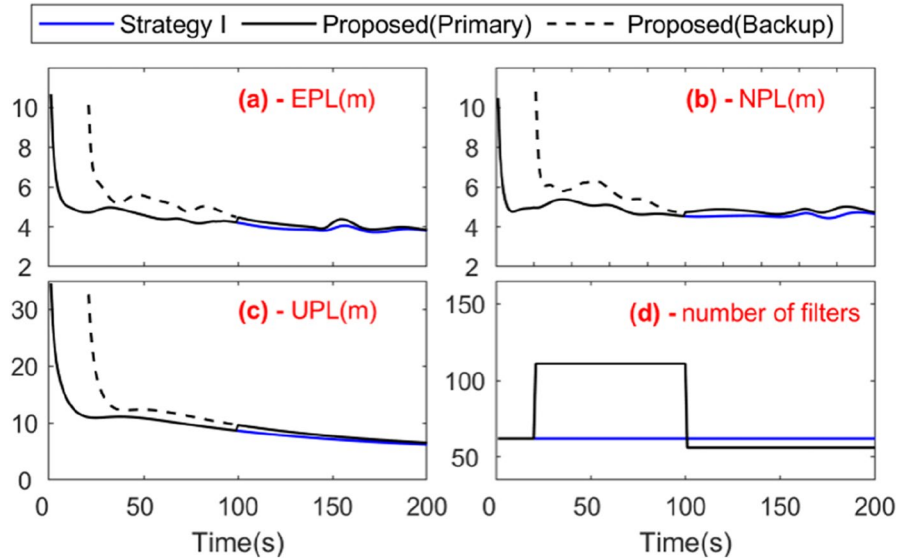 Strategy I Proposed(Primary) Proposed(Backup)
(a) - EPL(m)
10
8
6
4
2
(b) - NPL(m)
10
8
6
4
2
(c) - UPL(m)
30
20
10
0
0 50 100 150 200
Time(s)
(d) - number of filters
150
100
50
0 50 100 150 200
Time(s)